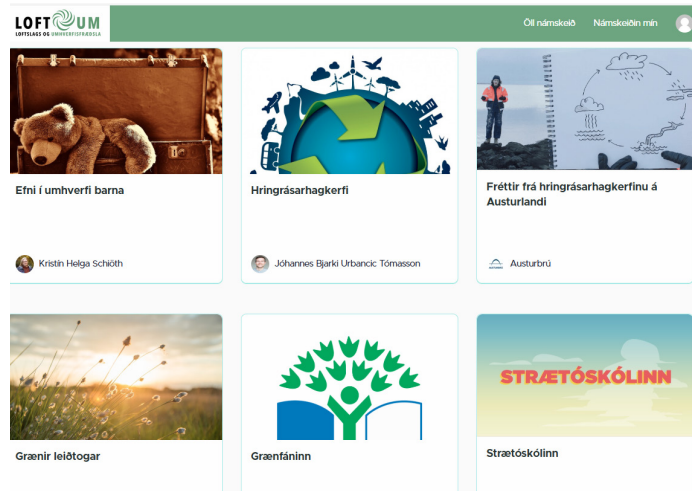 LOFTUM
LOFTSLAGS OG UMHVERFISFRÆÐSLA
Öll námskeið
Námskeiðin mín
Efni í umhverfi barna
Hringrásarhagkerfi
Fréttir frá hringrásarhagkerfinu á
Austurlandi
Kristín Helga Schiöth
Jóhannes Bjarki Urbancic Tómasson
Austurbrú
STRÆTÓSKÓLINN
Grænir leiðtogar
Grænfáninn
Strætóskólinn